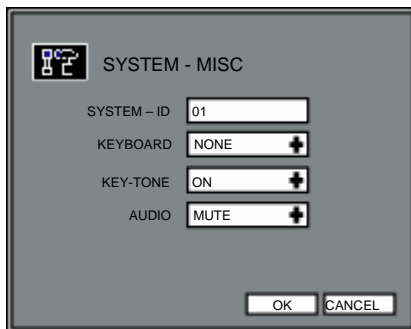 SYSTEM - MISC
SYSTEM – ID 01
KEYBOARD NONE
KEY-TONE ON
AUDIO MUTE
OK CANCEL